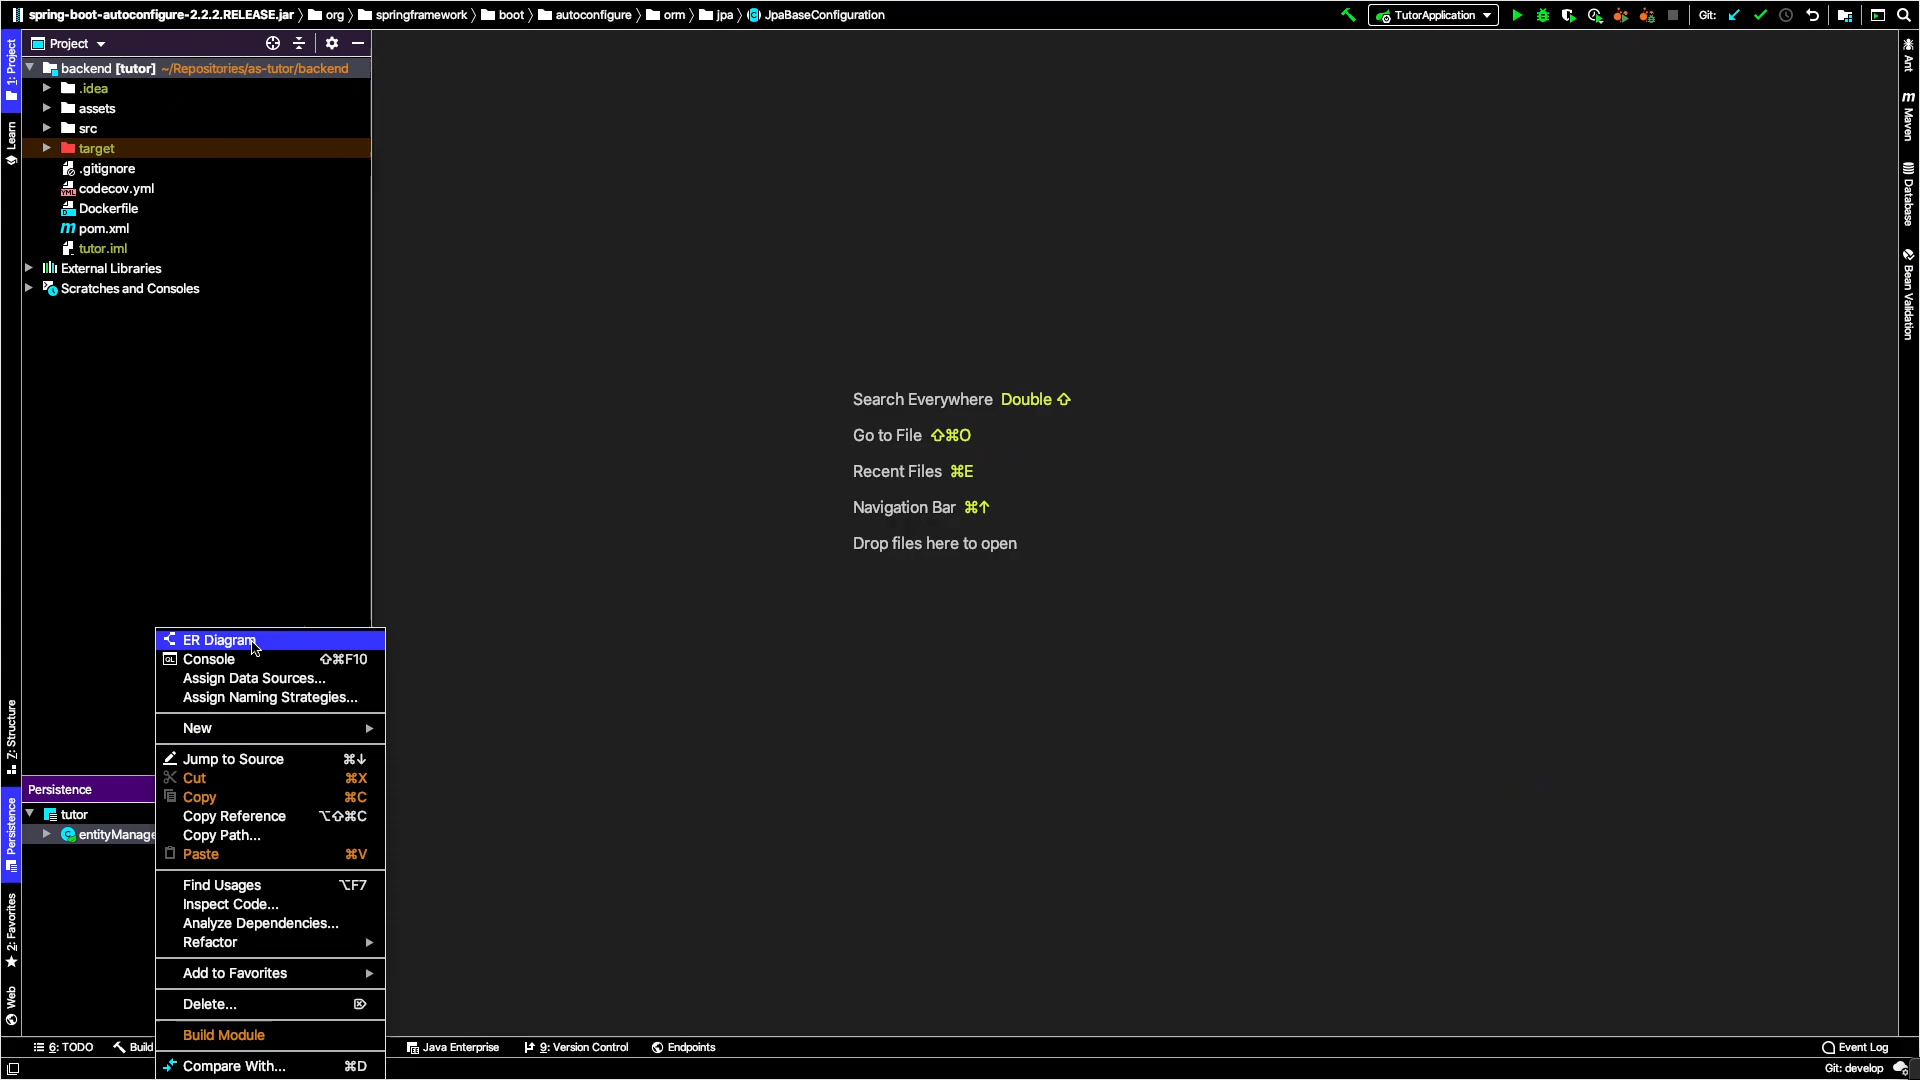 spring-boot-autoconfigure-2.2.2.RELEASE.jar org springframework boot autoconfigure orm jpa JpaBaseConfiguration
TutorApplication Git:
Project
backend [tutor] ~/Repositories/as-tutor/backend
.idea
assets
src
target
.gitignore
codecov.yml
Dockerfile
pom.xml
tutor.iml
External Libraries
Scratches and Consoles
1: Project
Learn
7: Structure
Persistence
2: Favorites
Web
Search Everywhere Double ⇧
Go to File ⇧⌘O
Recent Files ⌘E
Navigation Bar ⌘↑
Drop files here to open
Ant
Maven
Database
Bean Validation
Persistence
tutor
entityManage
ER Diagram
Console ⇧⌘F10
Assign Data Sources...
Assign Naming Strategies...
New
Jump to Source ⌘↓
Cut ⌘X
Copy ⌘C
Copy Reference ⌥⇧⌘C
Copy Path...
Paste ⌘V
Find Usages ⌥F7
Inspect Code...
Analyze Dependencies...
Refactor
Add to Favorites
Delete... ⌦
Build Module
Compare With... ⌘D
6: TODO Build Java Enterprise 9: Version Control Endpoints Event Log
Git: develop